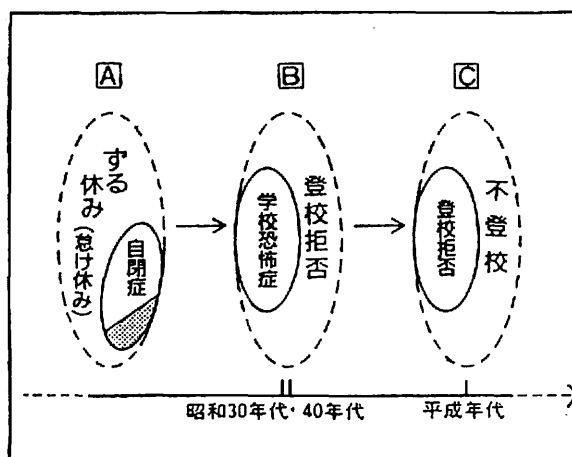 A
B
C
ずる
休み
(怠け休み)
自閉症
学校恐怖症
登校拒否
登校拒否
不登校
昭和30年代・40年代
平成年代